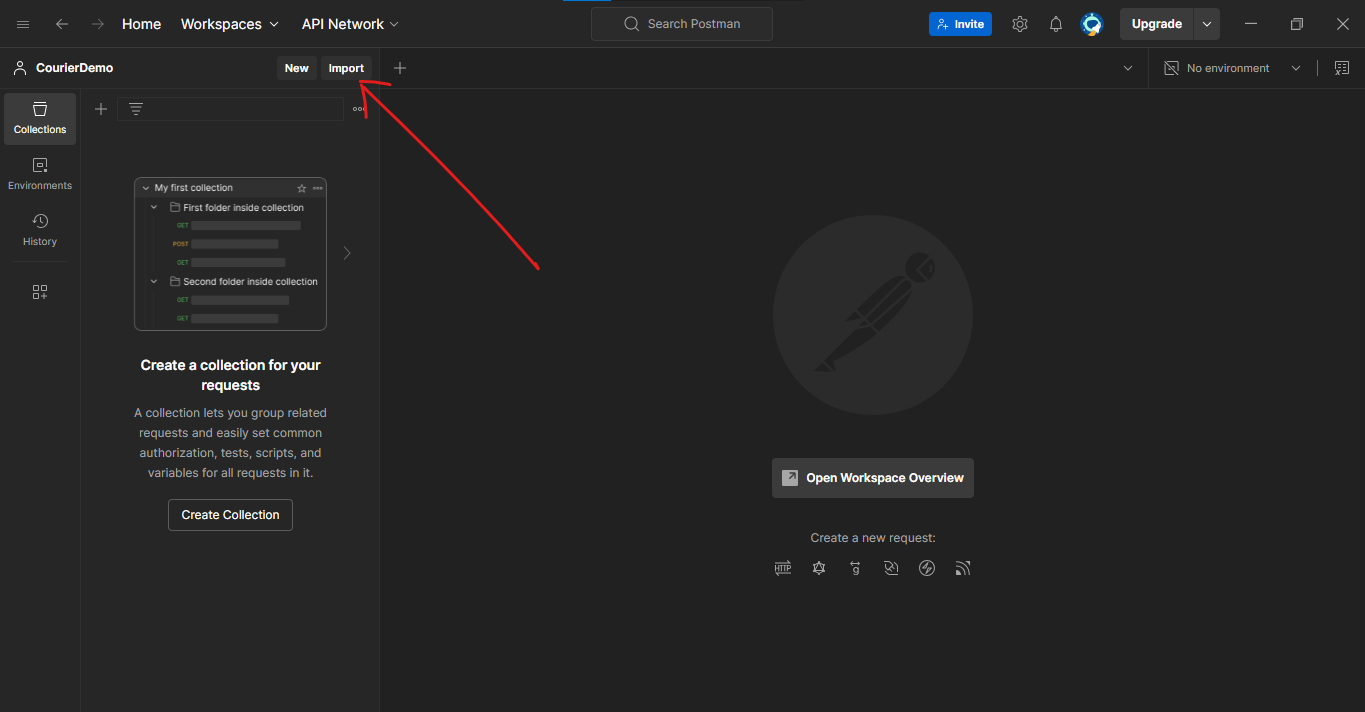 Home Workspaces API Network Search Postman Invite Upgrade
CourierDemo New Import No environment
Collections
Environments
History
My first collection
First folder inside collection
GET
POST
GET
Second folder inside collection
GET
GET
Create a collection for your
requests
A collection lets you group related
requests and easily set common
authorization, tests, scripts, and
variables for all requests in it.
Create Collection
Open Workspace Overview
Create a new request:
HTTP
g